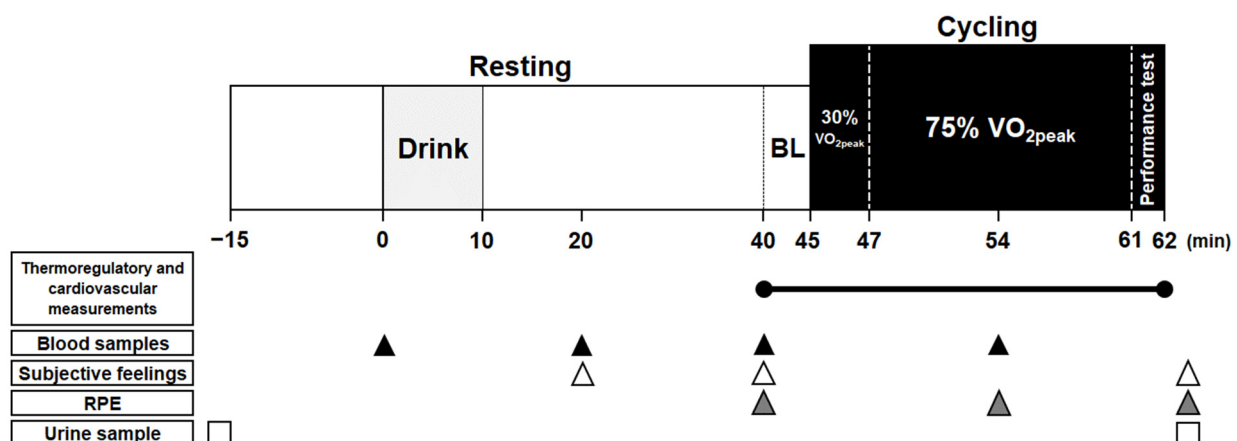 Cycling
Resting
Drink
BL
30%
VO₂peak
75% VO₂peak
Performance test
−15 0 10 20 40 45 47 54 61 62 (min)
Thermoregulatory and
cardiovascular
measurements
Blood samples
Subjective feelings
RPE
Urine sample